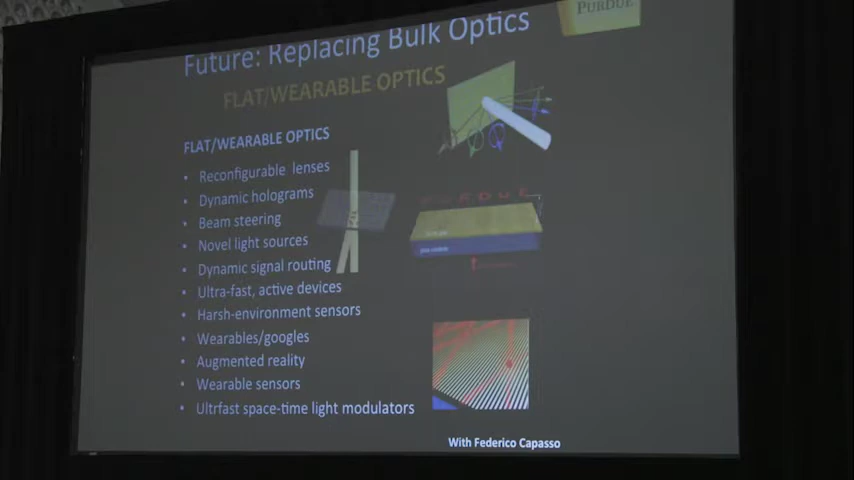 PURDUE
Future: Replacing Bulk Optics
FLAT/WEARABLE OPTICS
FLAT/WEARABLE OPTICS
• Reconfigurable lenses
• Dynamic holograms
• Beam steering
• Novel light sources
• Dynamic signal routing
• Ultra-fast, active devices
• Harsh-environment sensors
• Wearables/googles
• Augmented reality
• Wearable sensors
• Ultrfast space-time light modulators
PURDUE
With Federico Capasso